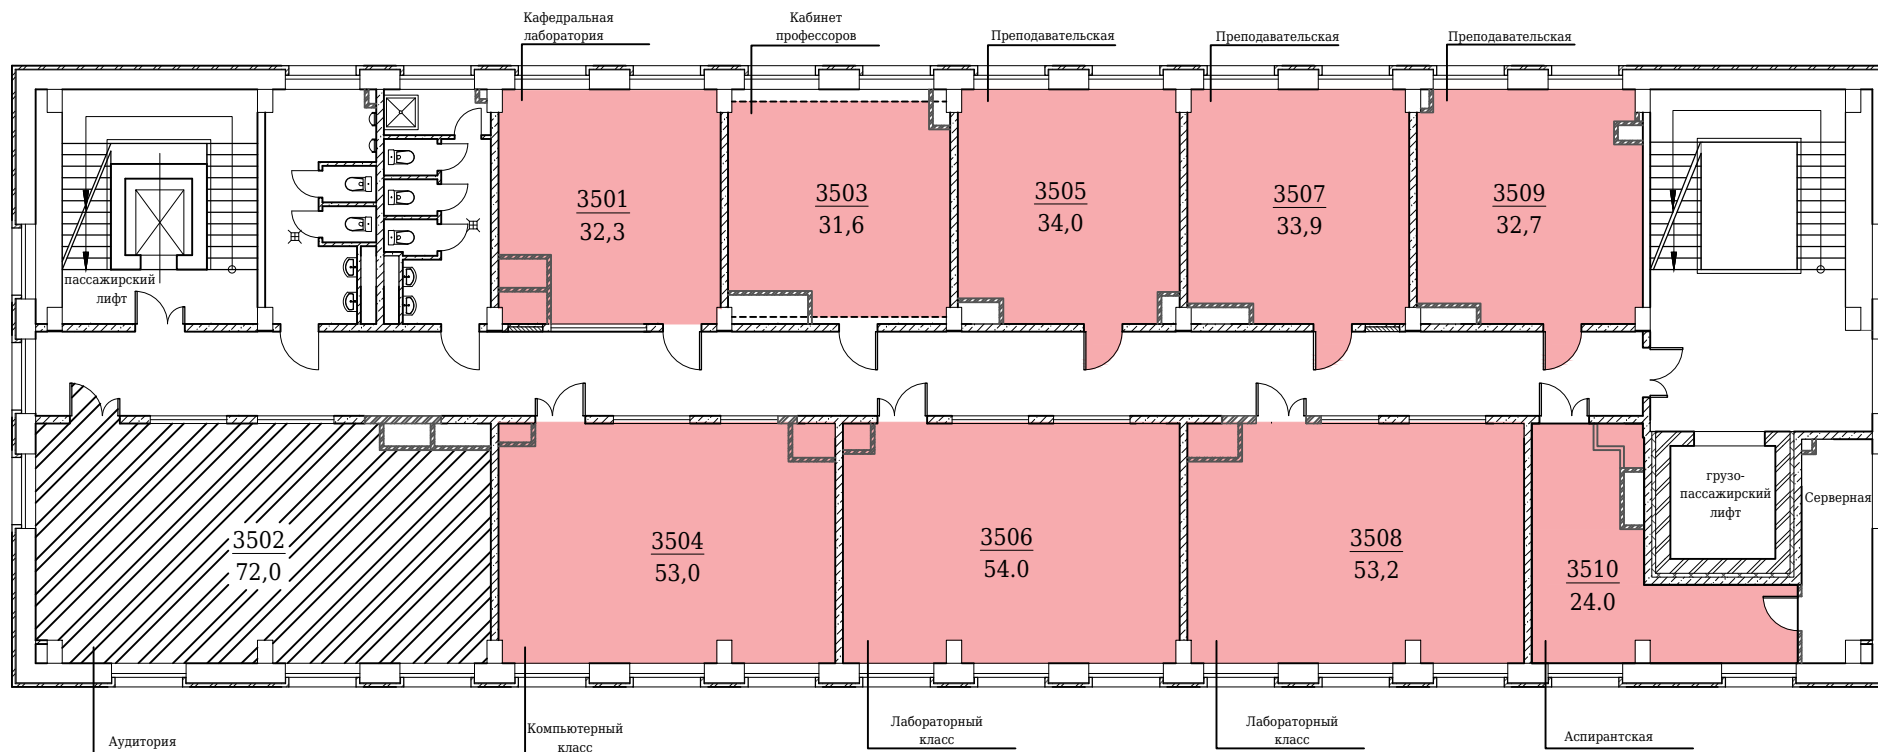 Кафедральная
лаборатория
Кабинет
профессоров
Преподавательская
Преподавательская
Преподавательская
3501
32,3
3503
31,6
3505
34,0
3507
33,9
3509
32,7
пассажирский
лифт
3502
72,0
3504
53,0
3506
54.0
3508
53,2
3510
24.0
грузо-
пассажирский
лифт
Серверная
Аудитория
Компьютерный
класс
Лабораторный
класс
Лабораторный
класс
Аспирантская